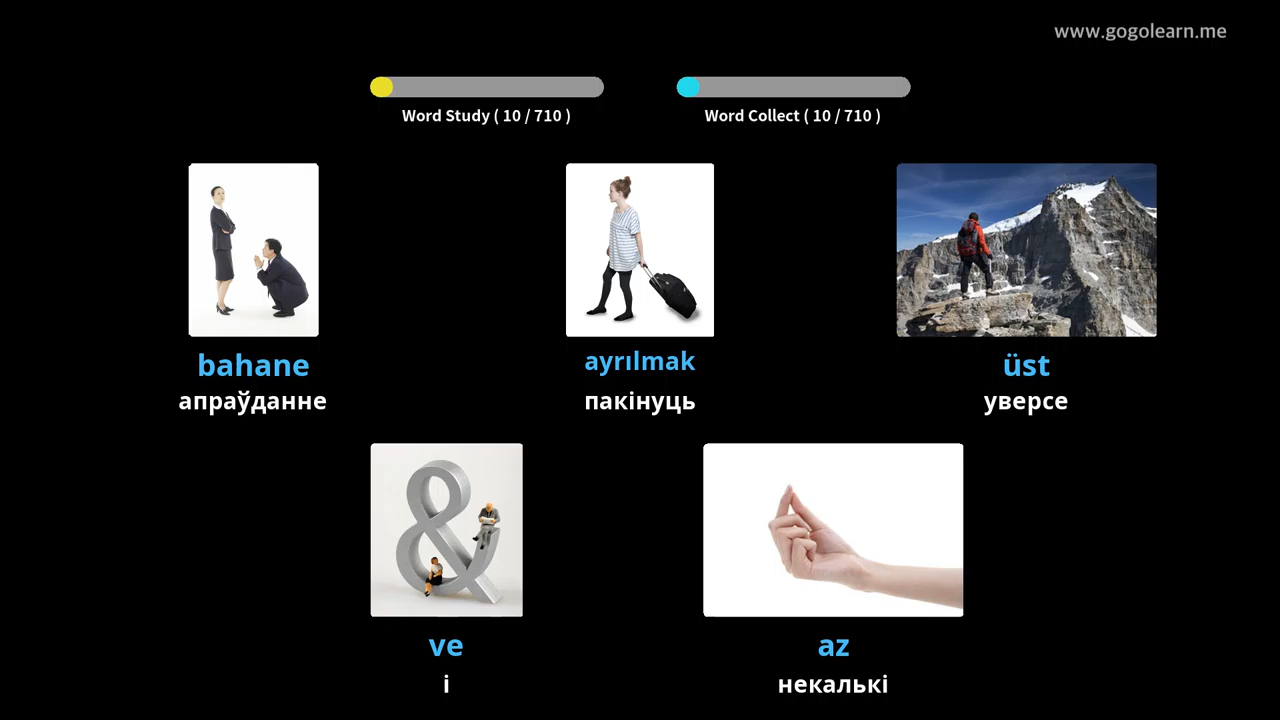 www.gogolearn.me
Word Study ( 10 / 710 )
Word Collect ( 10 / 710 )
bahane
апраўданне
ayrılmak
пакінуць
üst
уверсе
ve
і
az
некалькі